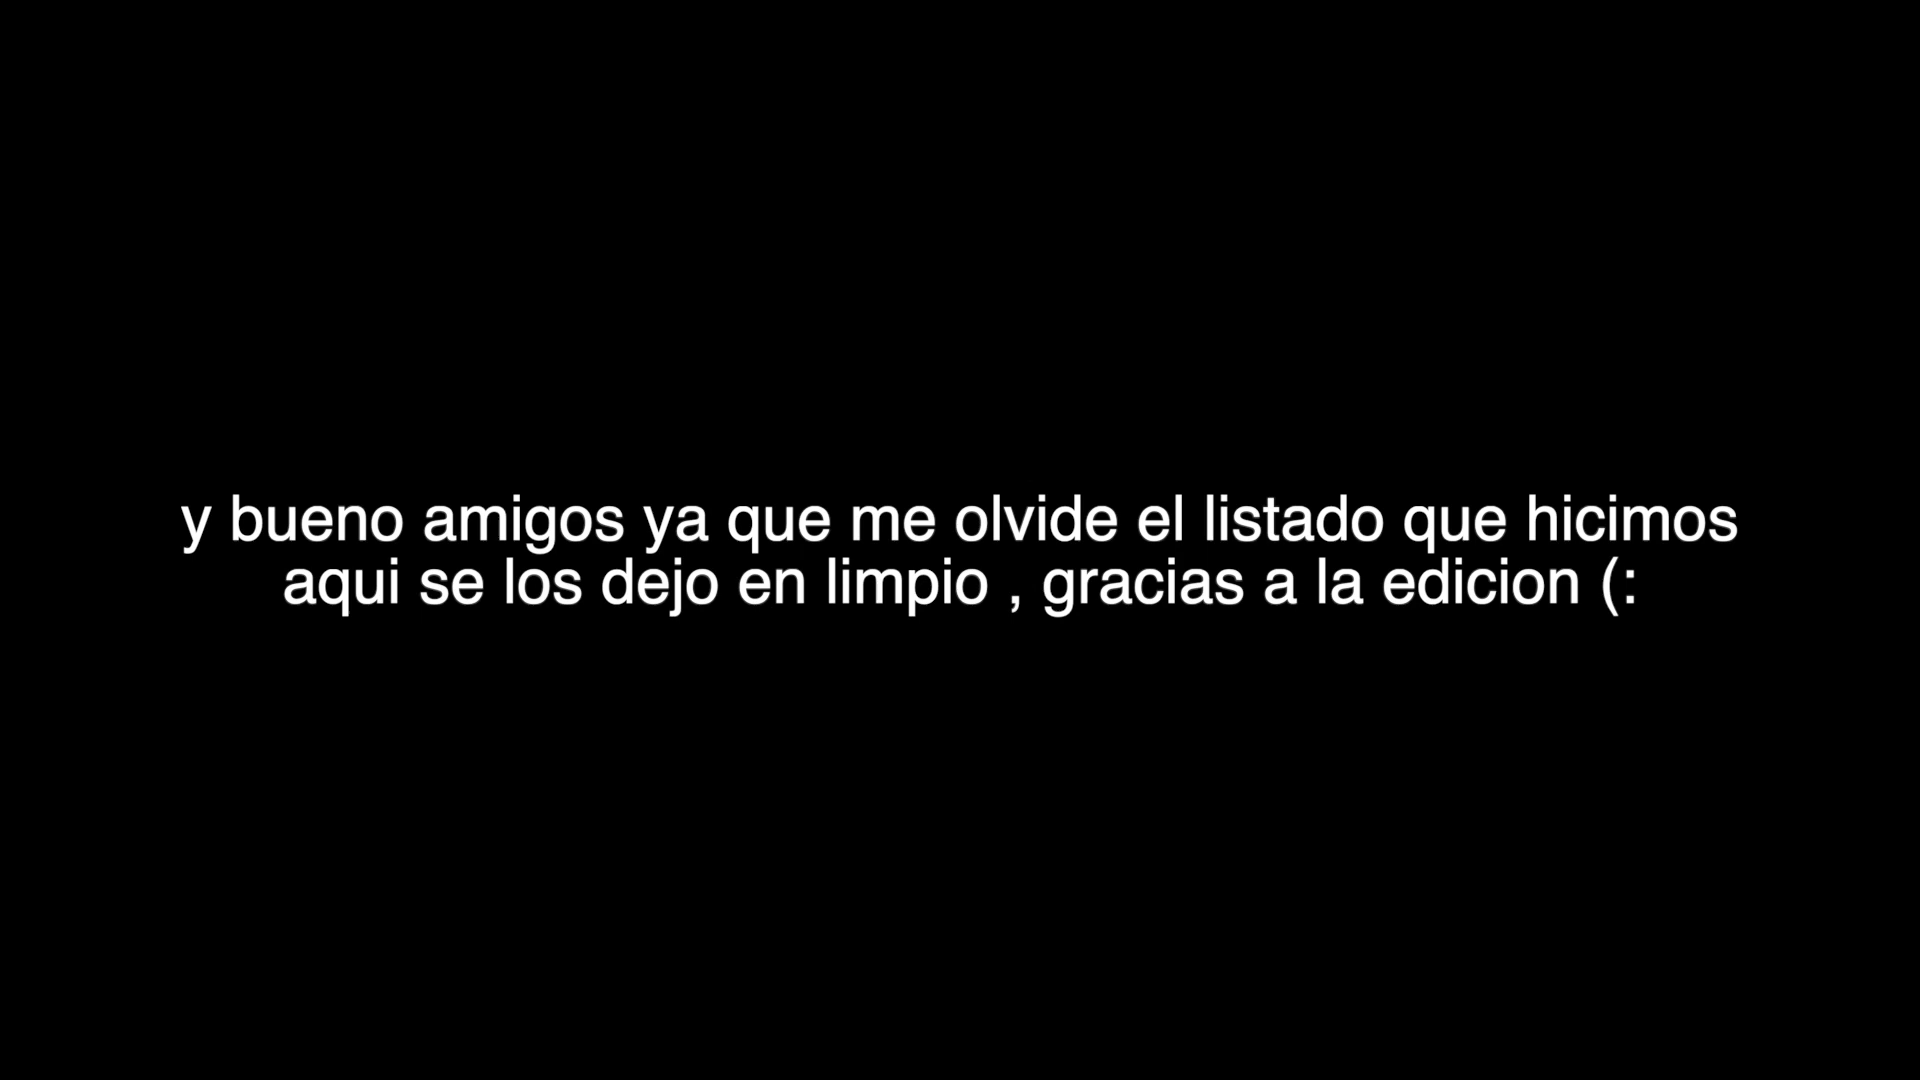 y bueno amigos ya que me olvide el listado que hicimos
aqui se los dejo en limpio , gracias a la edicion (: